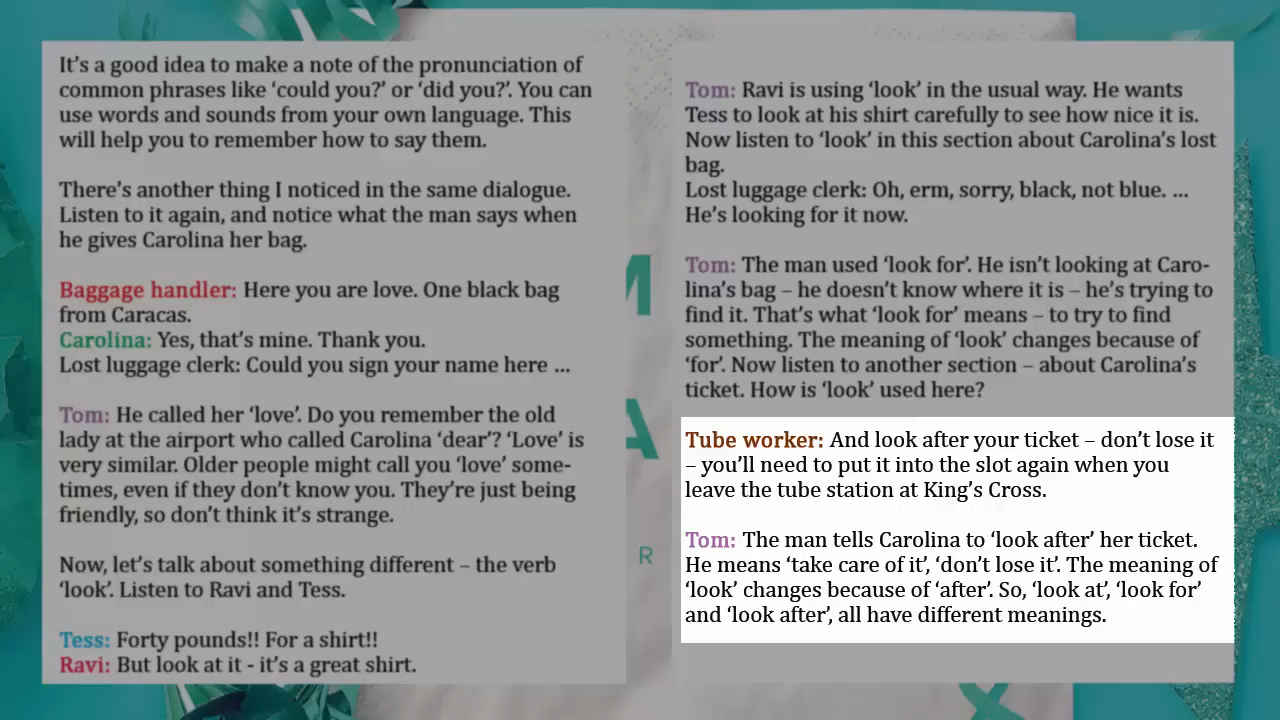 It's a good idea to make a note of the pronunciation of
common phrases like ‘could you?’ or ‘did you?’. You can
use words and sounds from your own language. This
will help you to remember how to say them.
There's another thing I noticed in the same dialogue.
Listen to it again, and notice what the man says when
he gives Carolina her bag.
Baggage handler: Here you are love. One black bag
from Caracas.
Carolina: Yes, that's mine. Thank you.
Lost luggage clerk: Could you sign your name here ...
Tom: He called her ‘love’. Do you remember the old
lady at the airport who called Carolina ‘dear’? ‘Love’ is
very similar. Older people might call you ‘love’ some-
times, even if they don't know you. They're just being
friendly, so don't think it's strange.
Now, let's talk about something different – the verb
‘look’. Listen to Ravi and Tess.
Tess: Forty pounds!! For a shirt!!
Ravi: But look at it - it's a great shirt.
Tom: Ravi is using ‘look’ in the usual way. He wants
Tess to look at his shirt carefully to see how nice it is.
Now listen to ‘look’ in this section about Carolina's lost
bag.
Lost luggage clerk: Oh, erm, sorry, black, not blue. ...
He's looking for it now.
Tom: The man used ‘look for’. He isn't looking at Caro-
lina's bag – he doesn't know where it is – he's trying to
find it. That's what ‘look for’ means – to try to find
something. The meaning of ‘look’ changes because of
‘for’. Now listen to another section – about Carolina's
ticket. How is ‘look’ used here?
Tube worker: And look after your ticket – don't lose it
– you'll need to put it into the slot again when you
leave the tube station at King's Cross.
Tom: The man tells Carolina to ‘look after’ her ticket.
He means ‘take care of it’, ‘don't lose it’. The meaning of
‘look’ changes because of ‘after’. So, ‘look at’, ‘look for’
and ‘look after’, all have different meanings.
M
A
R